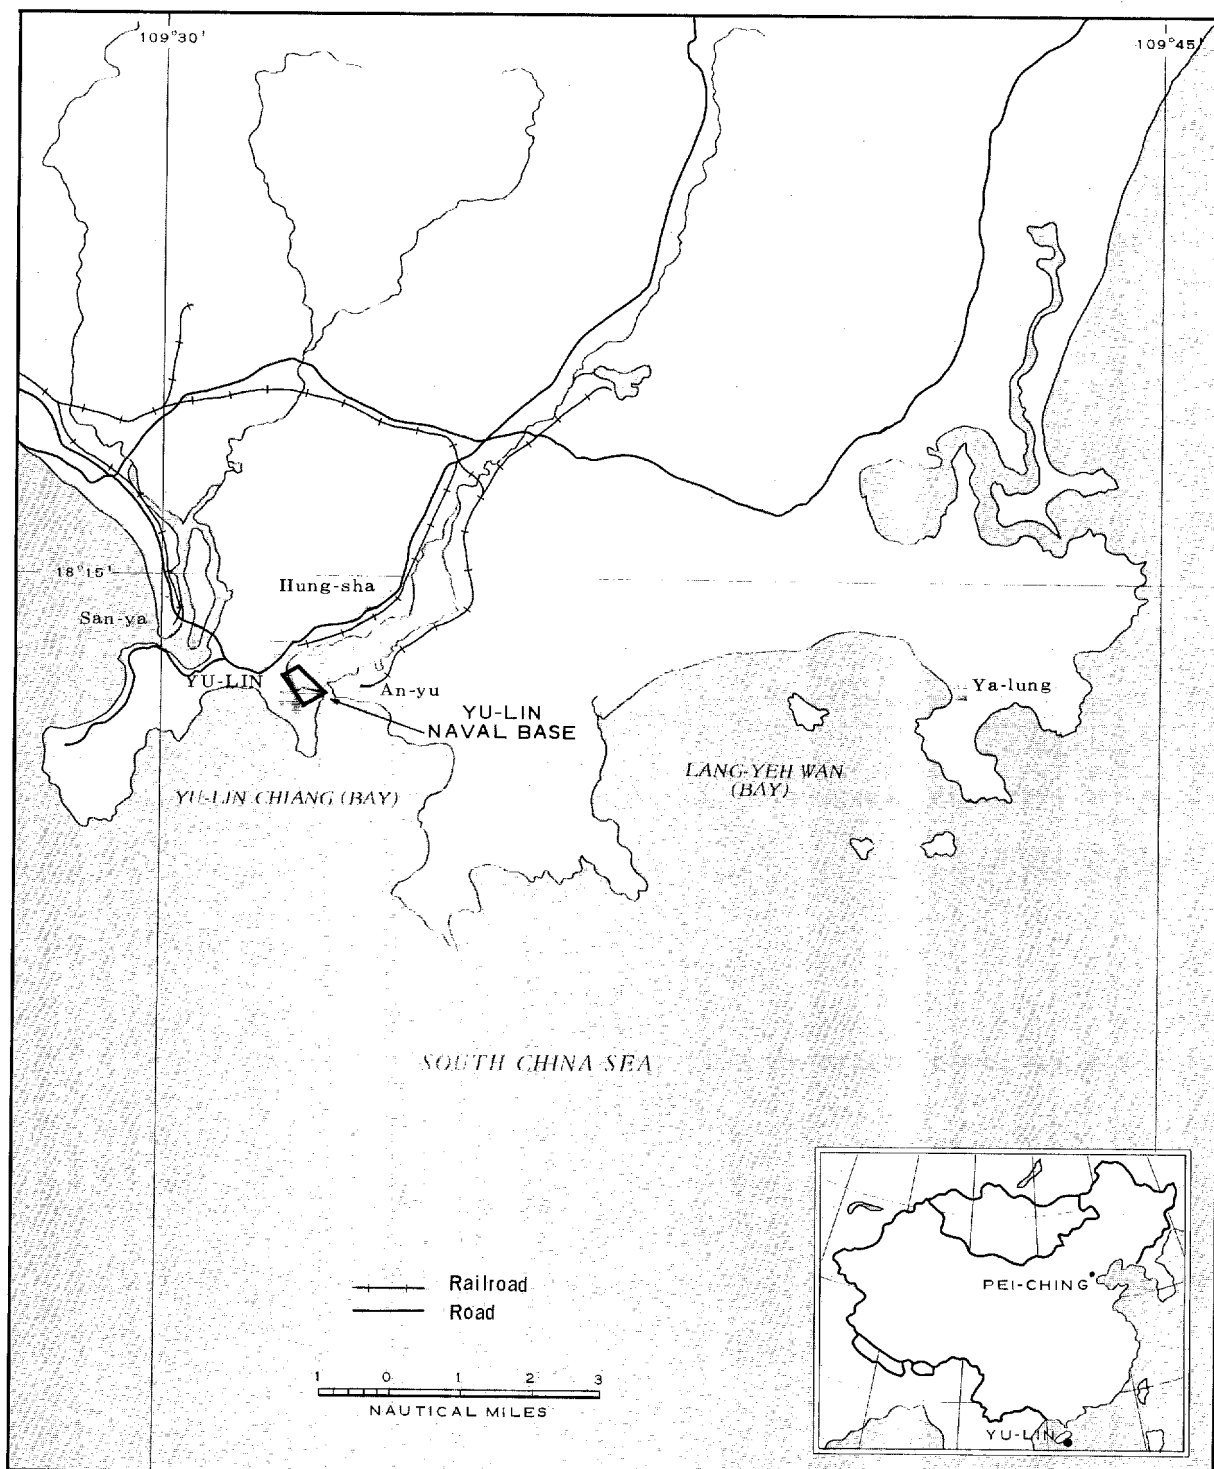 109°30'
109°45'
18°15'
Hung-sha
San-ya
YU-LIN
An-yu
YU-LIN
NAVAL BASE
Ya-lung
YU-LIN CHIANG (BAY)
LANG-YEH WAN
(BAY)
SOUTH CHINA SEA
Railroad
Road
1 0 1 2 3
NAUTICAL MILES
PEI-CHING
YU-LIN